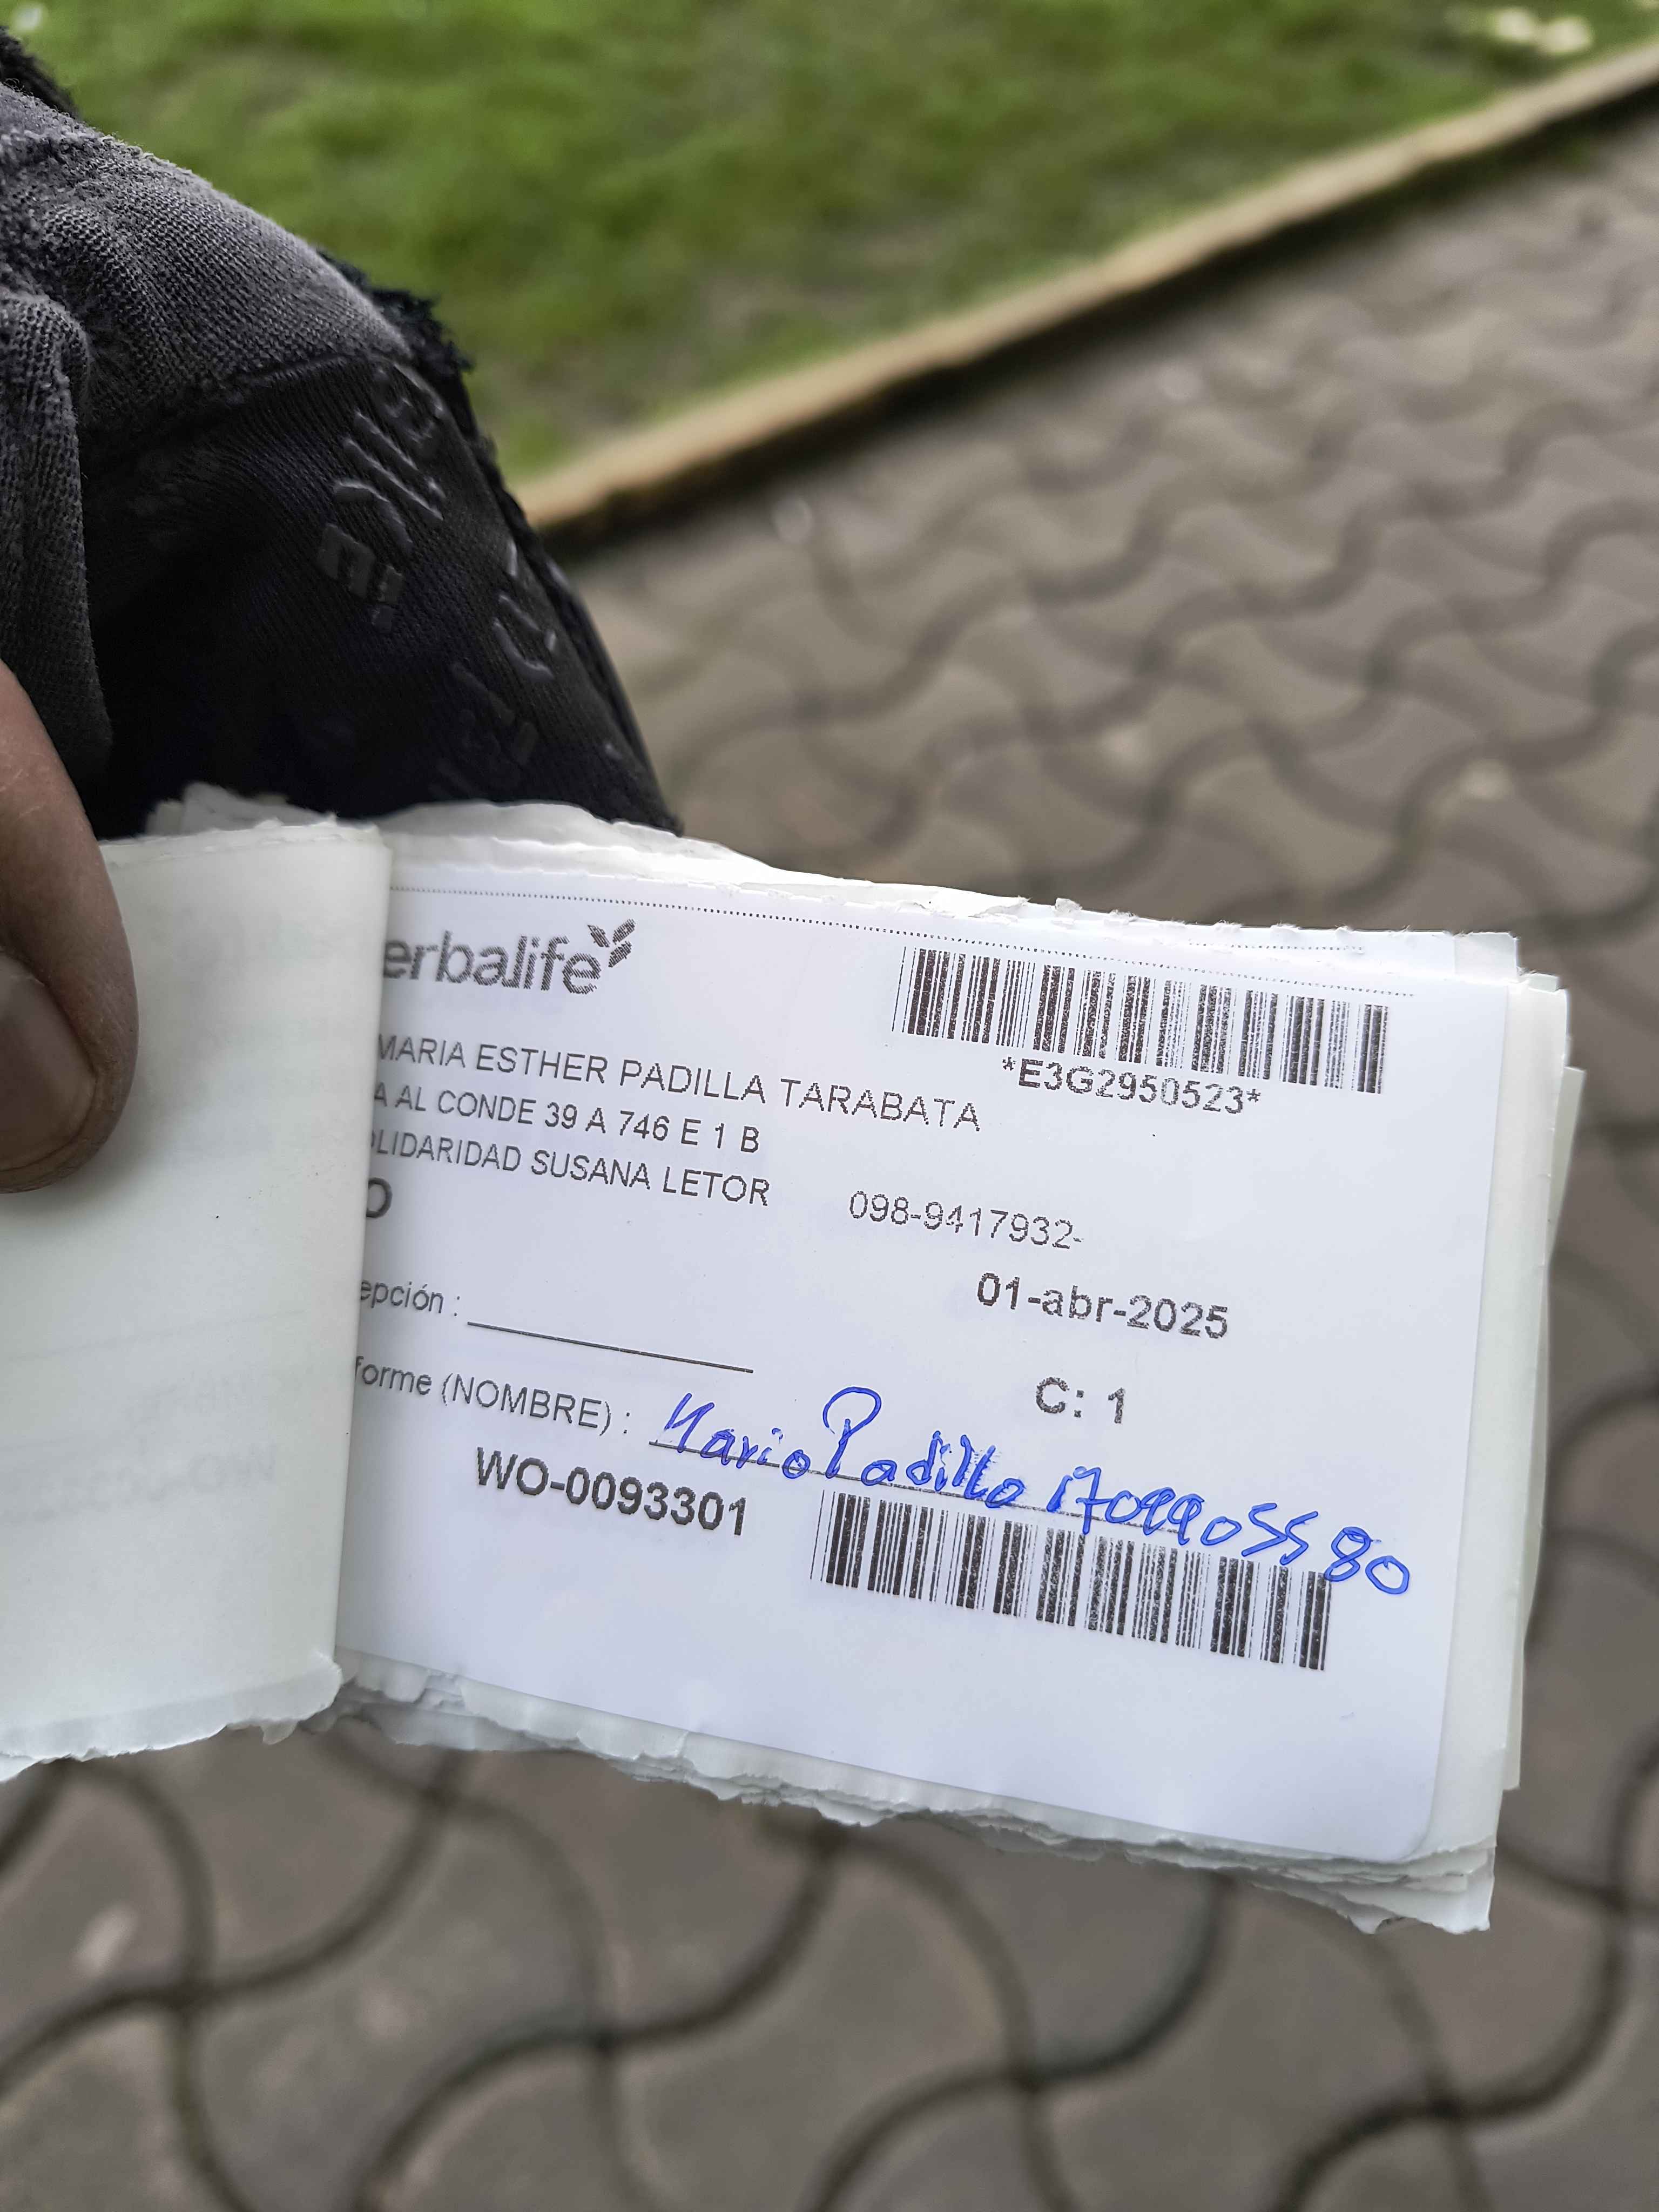 erbalife
*E3G2950523*
MARIA ESTHER PADILLA TARABATA
A AL CONDE 39 A 746 E 1 B
OLIDARIDAD SUSANA LETOR
098-9417932-
O
01-abr-2025
epción :
C: 1
forme (NOMBRE) : Mario Padilla
WO-0093301